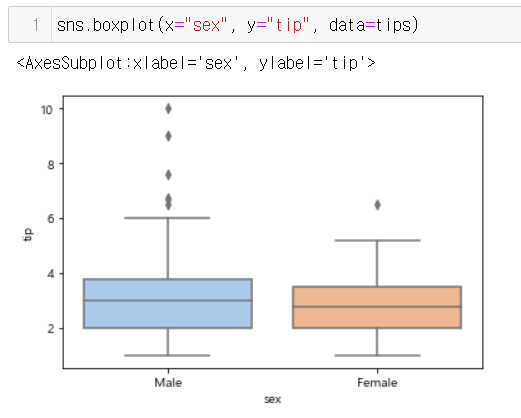 1 sns.boxplot(x="sex", y="tip", data=tips)
<AxesSubplot:xlabel='sex', ylabel='tip'>
10
8
6
4
2
tip
Male Female
sex